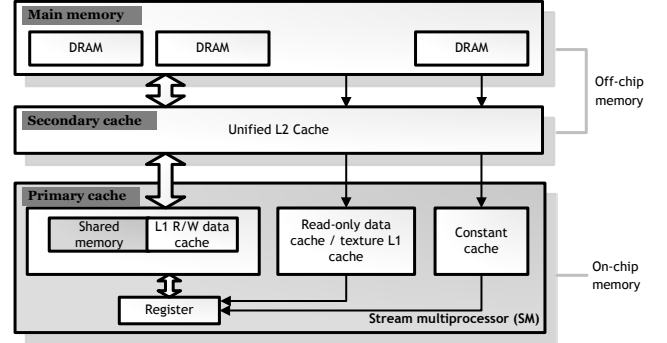 Main memory
DRAM
DRAM
DRAM
Off-chip
memory
Secondary cache
Unified L2 Cache
Primary cache
Shared
memory
L1 R/W data
cache
Read-only data
cache / texture L1
cache
Constant
cache
On-chip
memory
Register
Stream multiprocessor (SM)